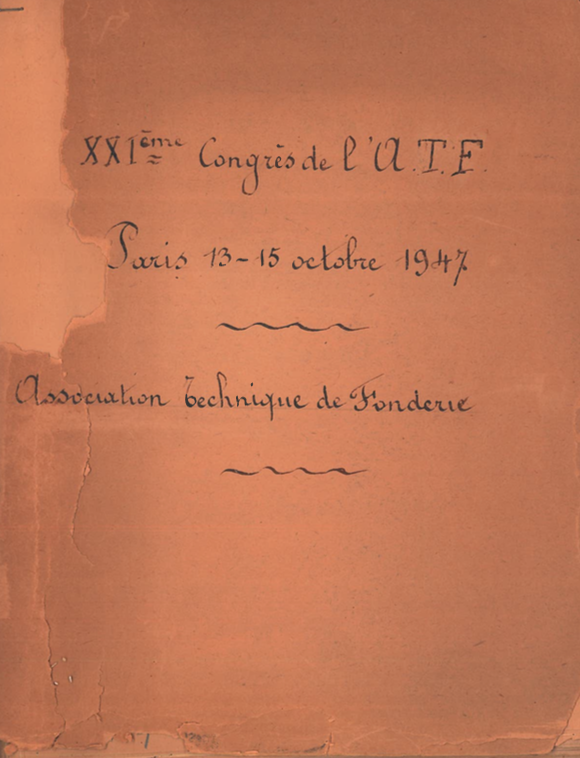 XXIème Congrès de l'A.T.F.
Paris 13-15 octobre 1947
Association Technique de Fonderie